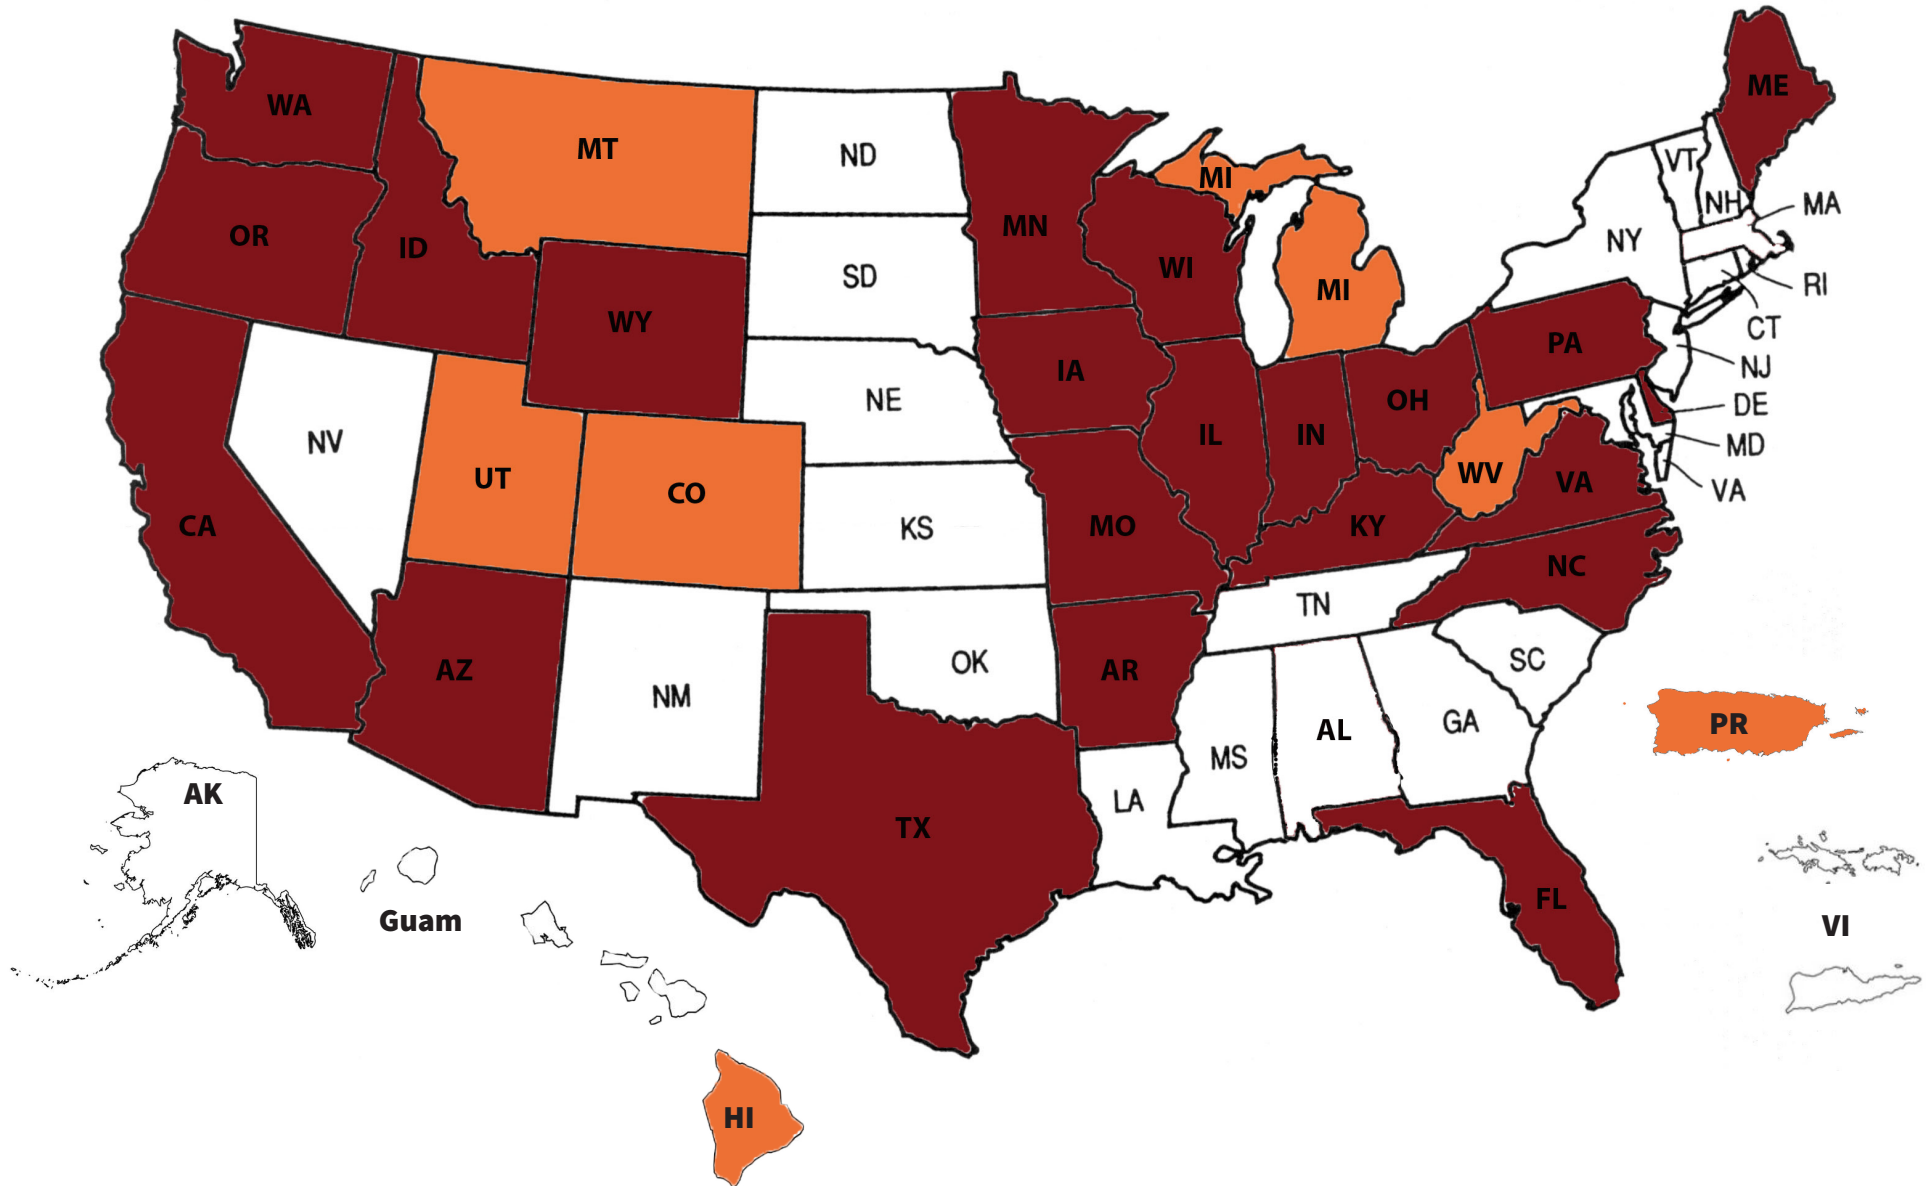 ME
WA
MT
ND
MN
MI
VT
NH
MA
OR
ID
WI
NY
SD
MI
RI
WY
CT
PA
NJ
IA
NE
OH
DE
NV
IL
IN
MD
UT
CO
WV
VA
VA
CA
KS
MO
KY
NC
TN
AZ
NM
OK
AR
SC
MS
AL
GA
PR
AK
LA
TX
Guam
FL
VI
HI